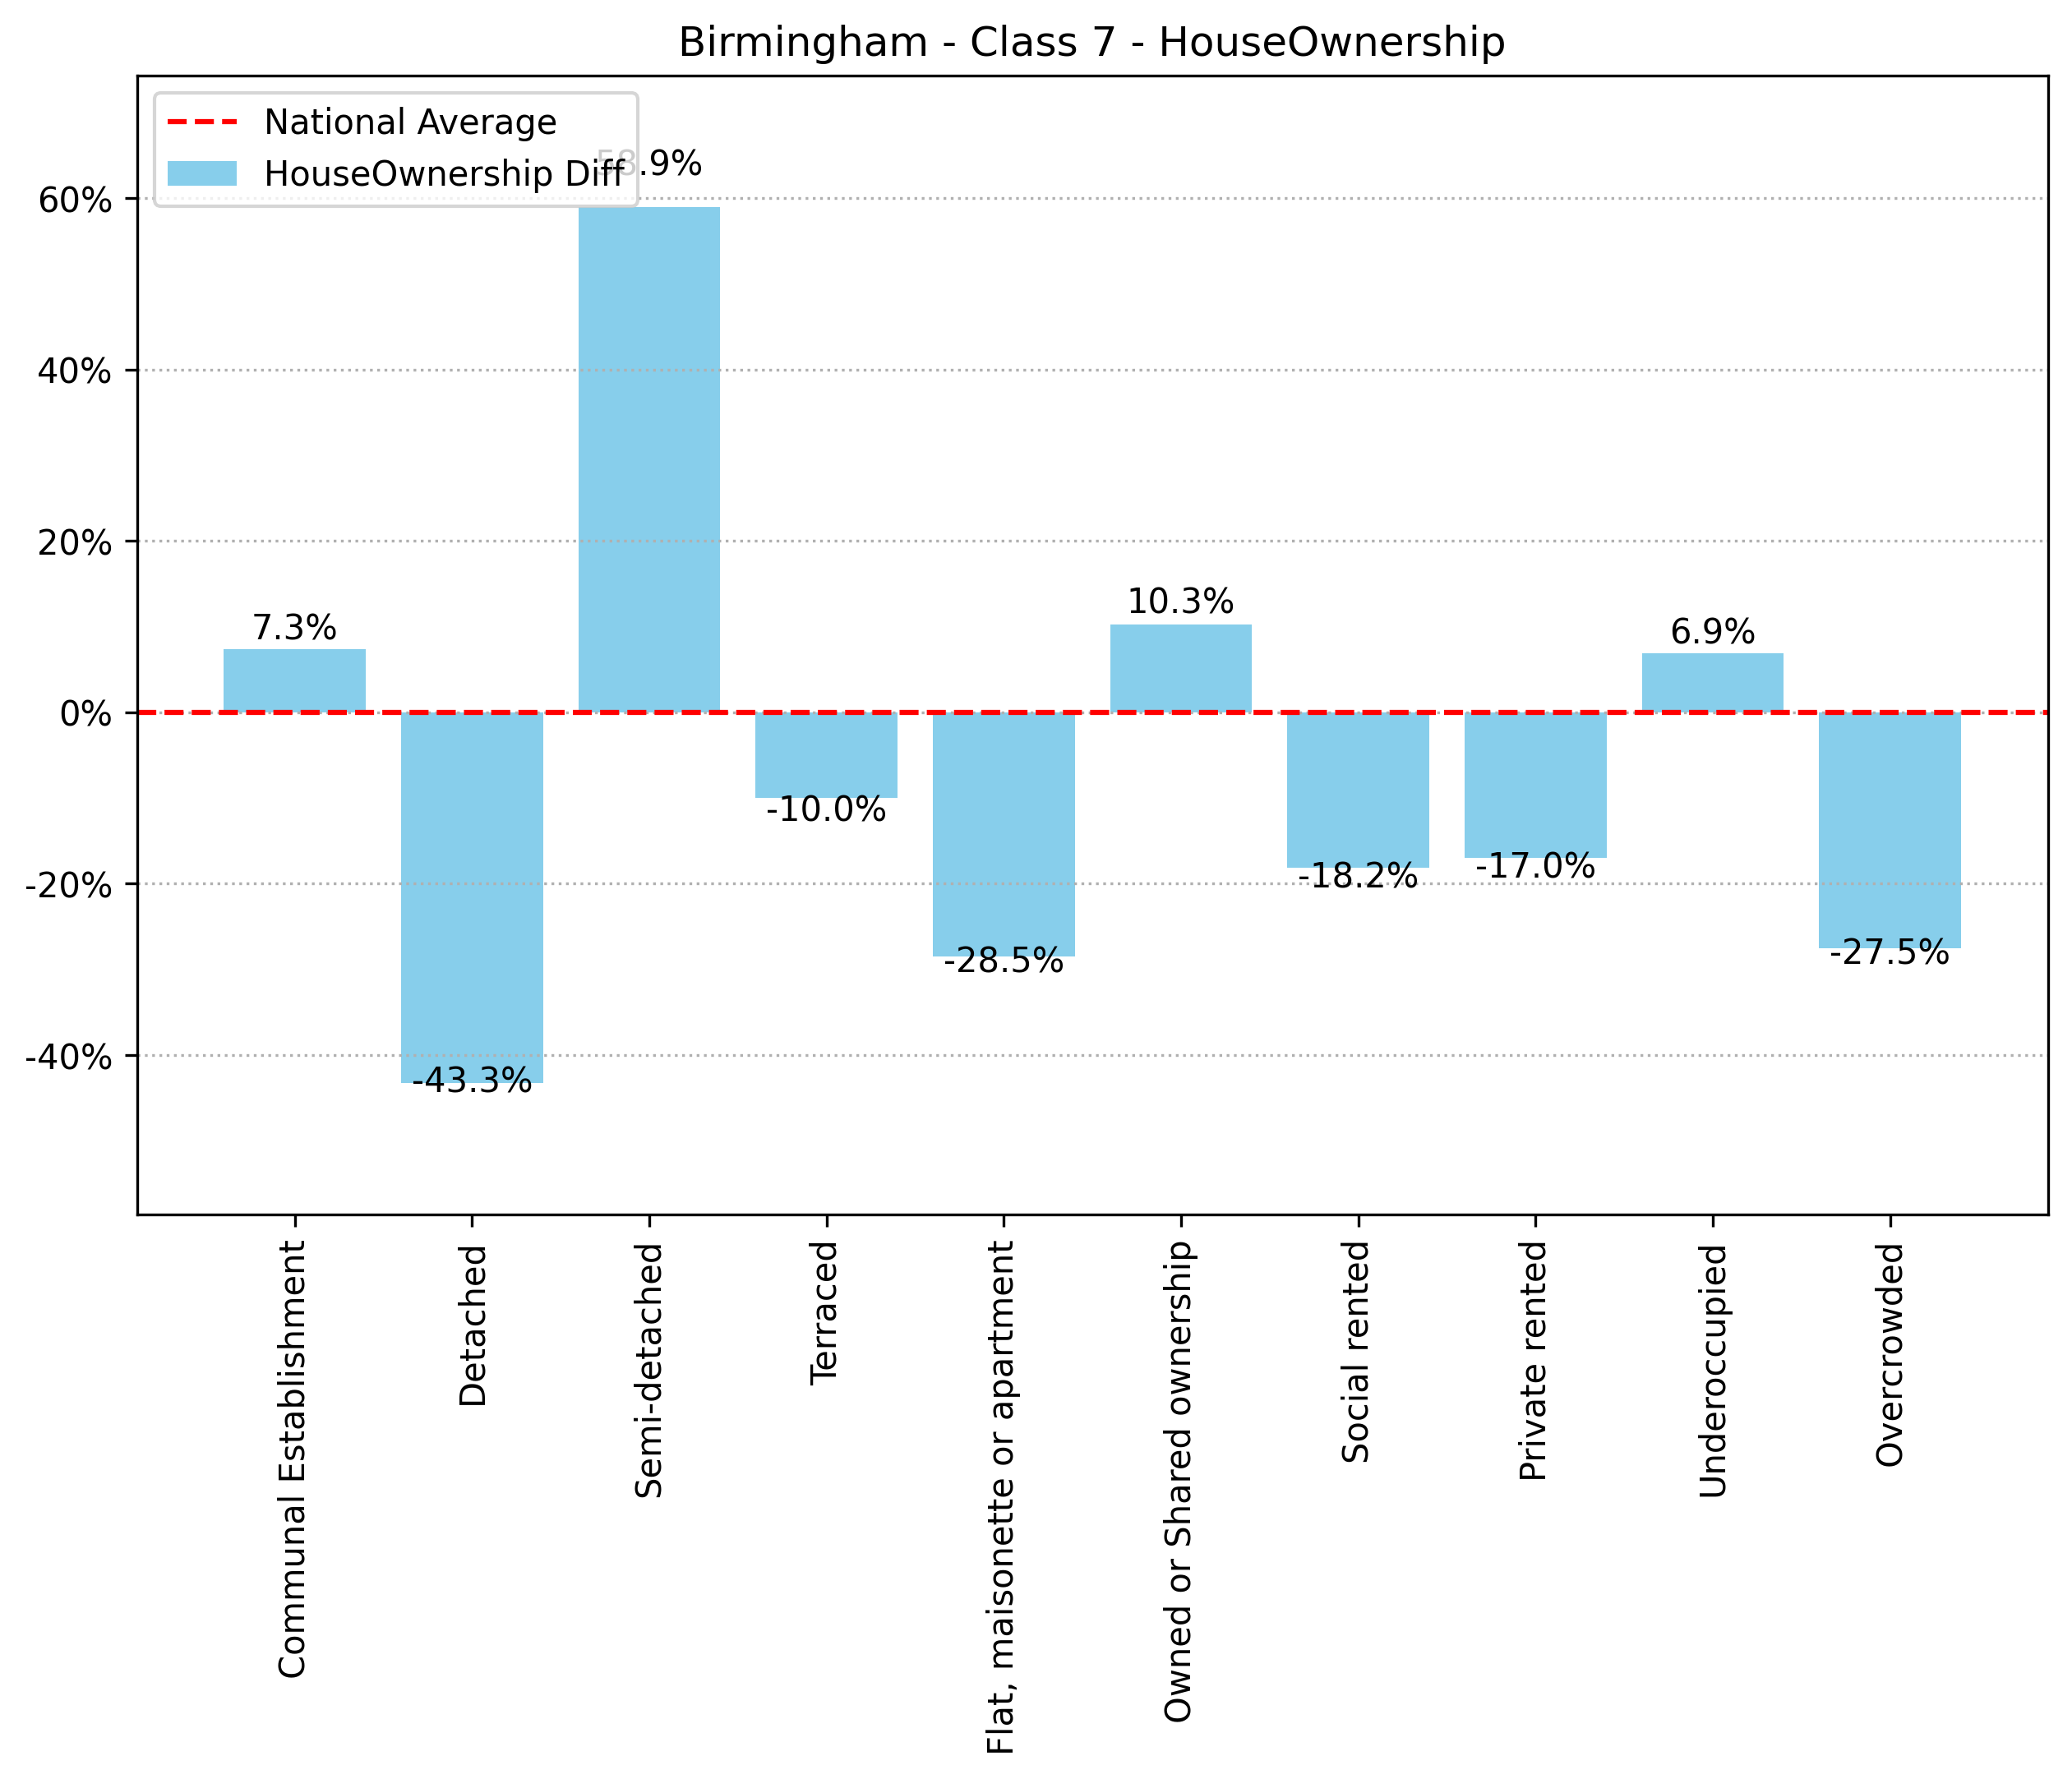 Birmingham - Class 7 - HouseOwnership
National Average
HouseOwnership Diff
58.9%
60%
40%
20%
0%
-20%
-40%
7.3%
-43.3%
-10.0%
-28.5%
10.3%
-18.2%
-17.0%
6.9%
-27.5%
Communal Establishment
Detached
Semi-detached
Terraced
Flat, maisonette or apartment
Owned or Shared ownership
Social rented
Private rented
Underoccupied
Overcrowded